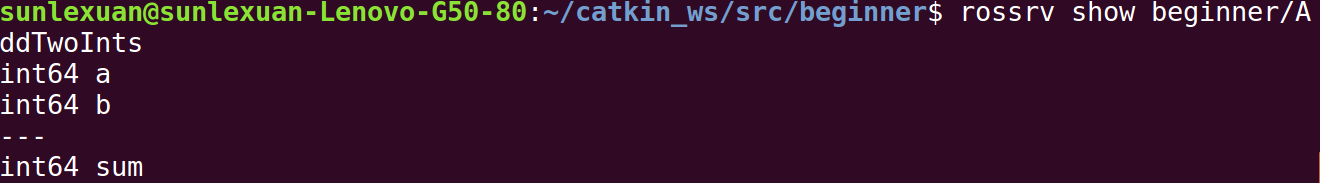 sunlexuan@sunlexuan-Lenovo-G50-80:~/catkin_ws/src/beginner$ rossrv show beginner/A
ddTwoInts
int64 a
int64 b
---
int64 sum